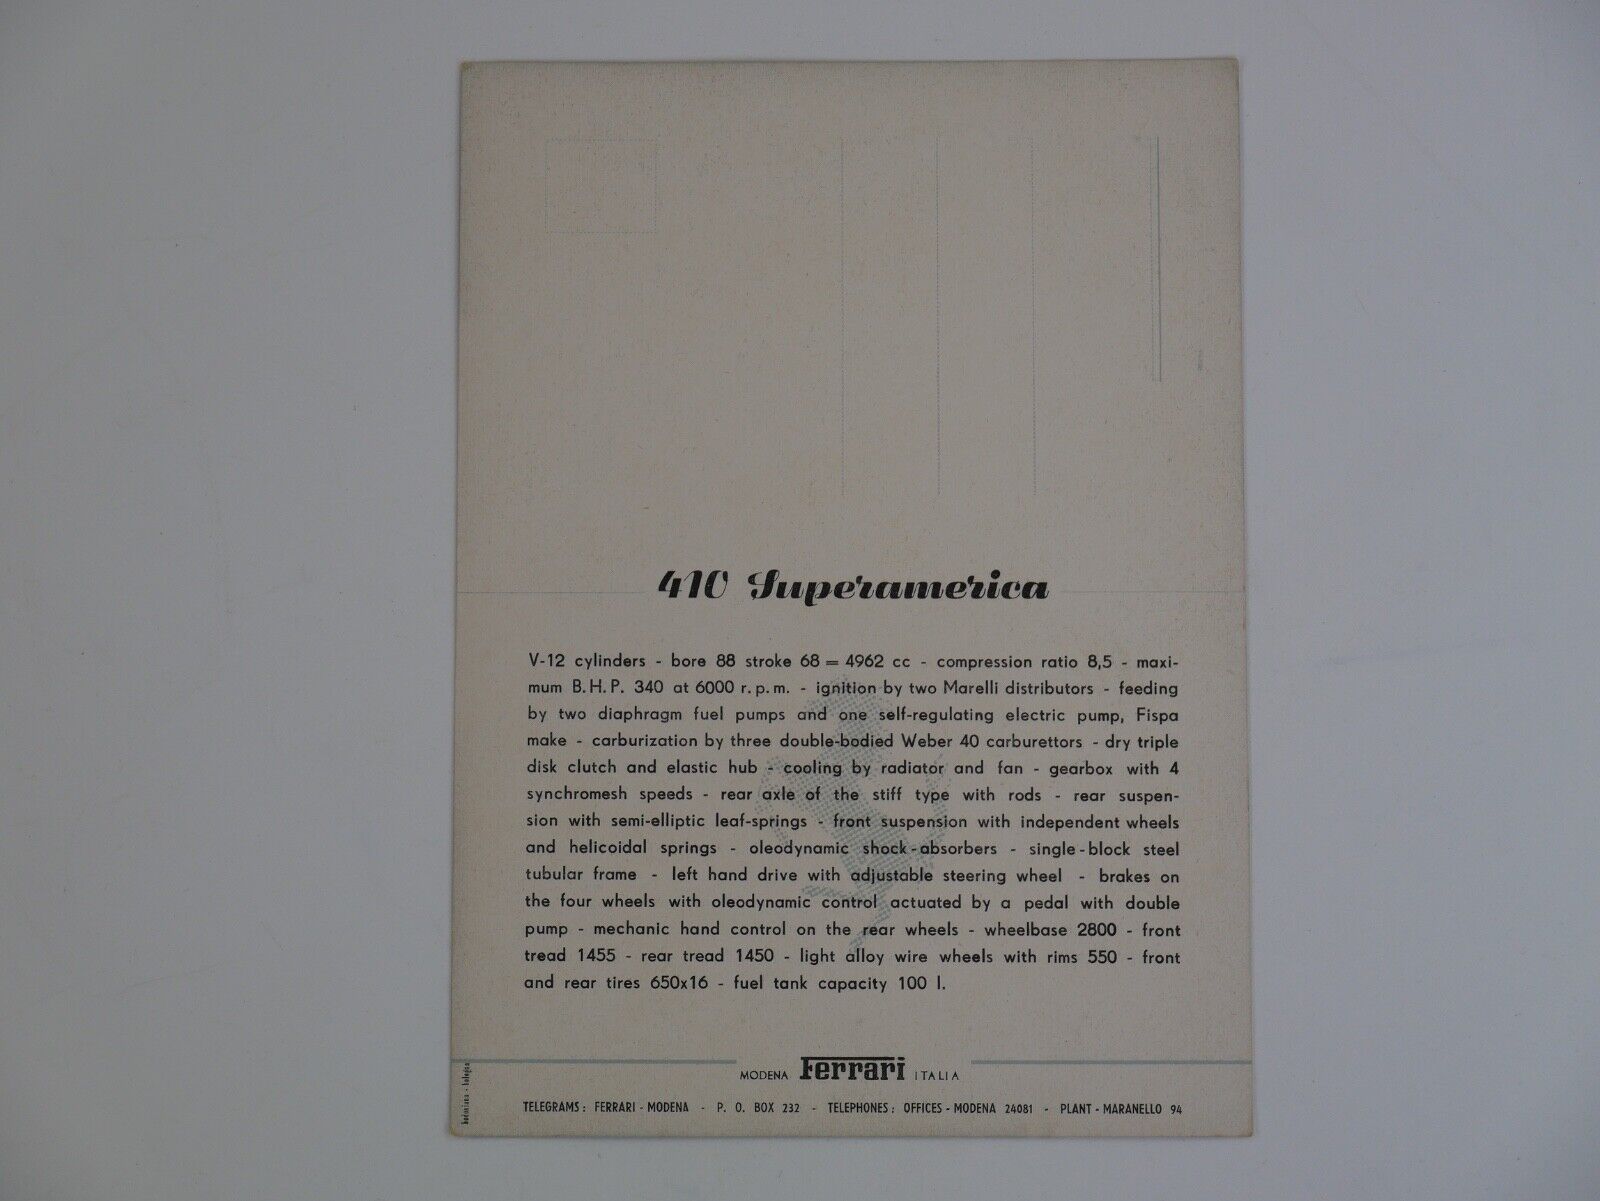 410 Superamerica
V-12 cylinders - bore 88 stroke 68 = 4962 cc - compression ratio 8,5 - maxi-
mum B. H. P. 340 at 6000 r. p. m. - ignition by two Marelli distributors - feeding
by two diaphragm fuel pumps and one self-regulating electric pump, Fispa
make - carburization by three double-bodied Weber 40 carburettors - dry triple
disk clutch and elastic hub - cooling by radiator and fan - gearbox with 4
synchromesh speeds - rear axle of the stiff type with rods - rear suspen-
sion with semi-elliptic leaf-springs - front suspension with independent wheels
and helicoidal springs - oleodynamic shock-absorbers - single-block steel
tubular frame - left hand drive with adjustable steering wheel - brakes on
the four wheels with oleodynamic control actuated by a pedal with double
pump - mechanic hand control on the rear wheels - wheelbase 2800 - front
tread 1455 - rear tread 1450 - light alloy wire wheels with rims 550 - front
and rear tires 650x16 - fuel tank capacity 100 l.
MODENA Ferrari ITALIA
TELEGRAMS: FERRARI - MODENA - P. O. BOX 232 - TELEPHONES: OFFICES - MODENA 24081 - PLANT - MARANELLO 94
bologna